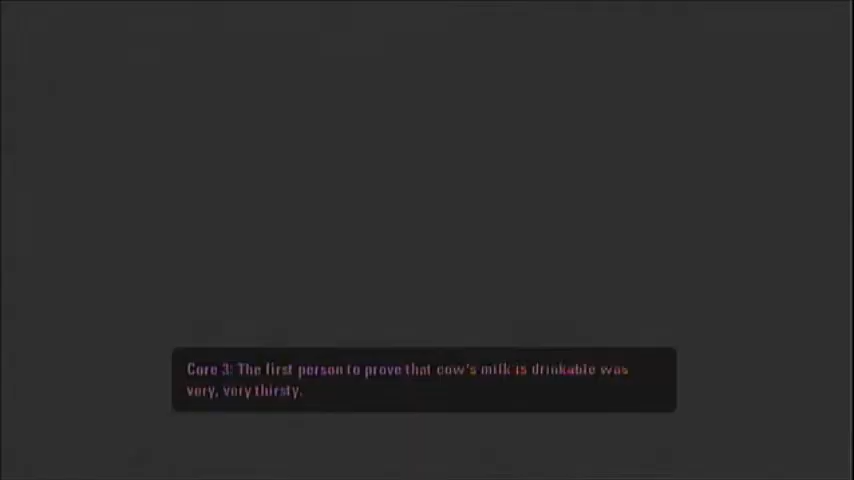 Core 3: The first person to prove that cow's milk is drinkable was
very, very thirsty.